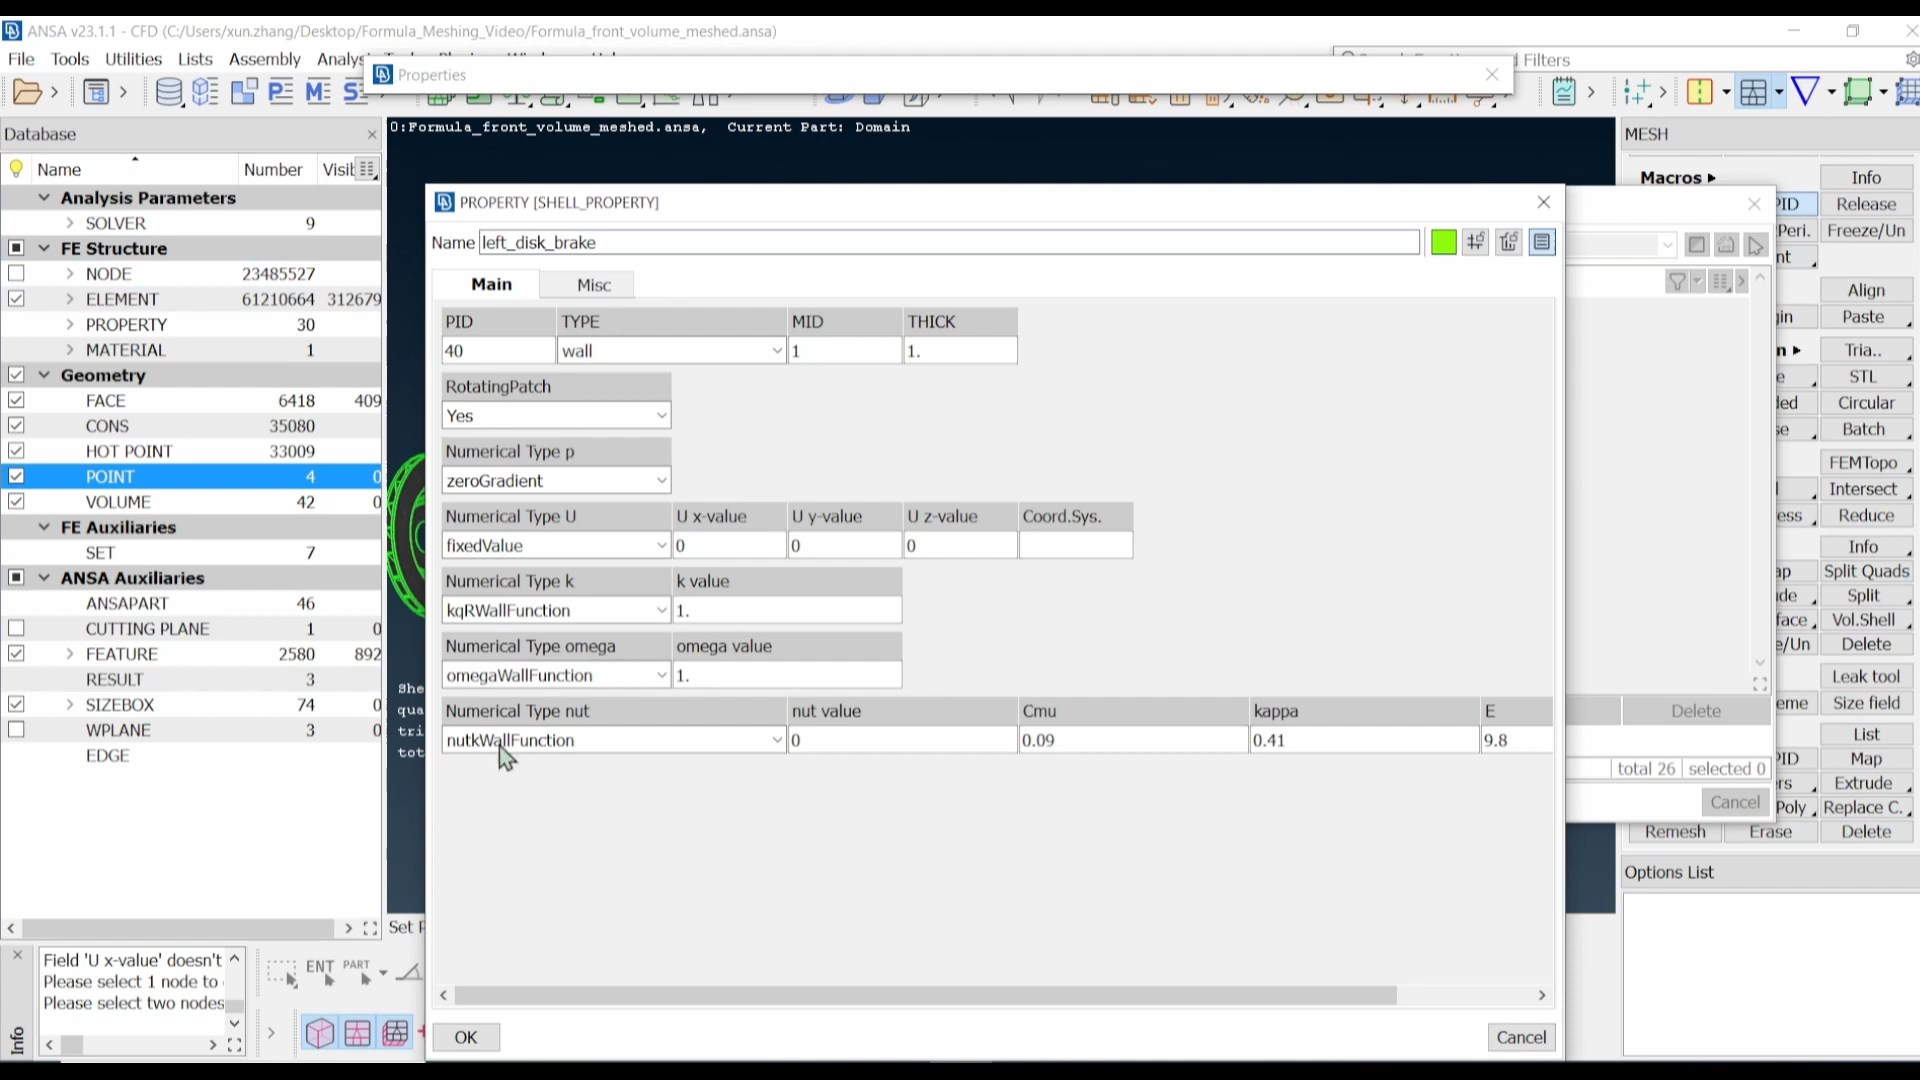 ANSA v23.1.1 - CFD (C:/Users/xun.zhang/Desktop/Formula_Meshing_Video/Formula_front_volume_meshed.ansa)
File Tools Utilities Lists Assembly
Filters
Properties
Database
Name Number
Analysis Parameters
SOLVER 9
FE Structure
NODE 23485527
ELEMENT 61210664 312679
PROPERTY 30
MATERIAL 1
Geometry
FACE 6418 409
CONS 35080
HOT POINT 33009
POINT 4 0
VOLUME 42 0
FE Auxiliaries
SET 7
ANSA Auxiliaries
ANSAPART 46
CUTTING PLANE 1 0
FEATURE 2580 892
RESULT 3
SIZEBOX 74 0
WPLANE 3 0
EDGE
0:Formula_front_volume_meshed.ansa, Current Part: Domain
PROPERTY [SHELL_PROPERTY]
Name left_disk_brake
Main Misc
PID TYPE MID THICK
40 wall 1 1.
RotatingPatch
Yes
Numerical Type p
zeroGradient
Numerical Type U U x-value U y-value U z-value Coord.Sys.
fixedValue 0 0 0
Numerical Type k k value
kqRWallFunction 1.
Numerical Type omega omega value
omegaWallFunction 1.
Numerical Type nut nut value Cmu kappa E
nutkWallFunction 0 0.09 0.41 9.8
OK Cancel
Delete
total 26 selected 0
Cancel
MESH
Macros Info
Release
Freeze/Un
Align
Paste
Tria..
STL
Circular
Batch
FEMTopo
Intersect
Reduce
Info
Split Quads
Split
Vol.Shell
Delete
Leak tool
Size field
List
Map
Extrude
Poly Replace C.
Remesh Erase Delete
Options List
Field 'U x-value' doesn't
Please select 1 node to
Please select two nodes
Info
ENT PART